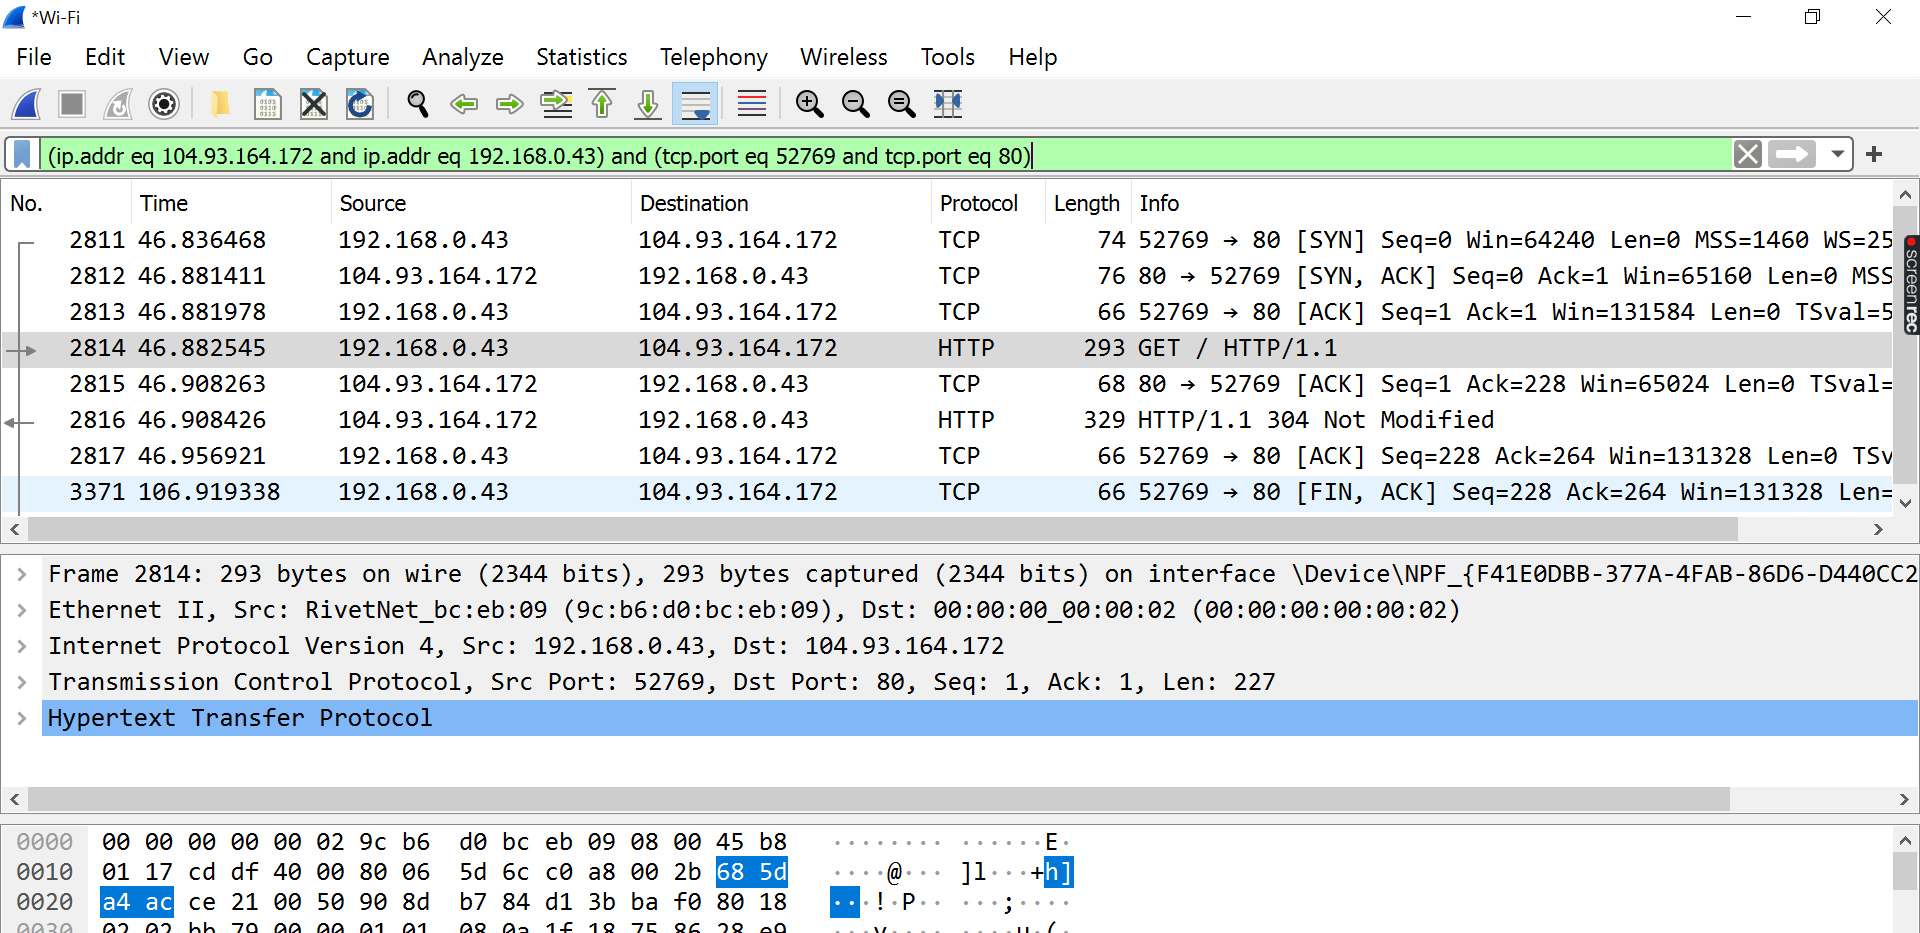 *Wi-Fi
File Edit View Go Capture Analyze Statistics Telephony Wireless Tools Help
(ip.addr eq 104.93.164.172 and ip.addr eq 192.168.0.43) and (tcp.port eq 52769 and tcp.port eq 80)
No. Time Source Destination Protocol Length Info
2811 46.836468 192.168.0.43 104.93.164.172 TCP 74 52769 → 80 [SYN] Seq=0 Win=64240 Len=0 MSS=1460 WS=25
2812 46.881411 104.93.164.172 192.168.0.43 TCP 76 80 → 52769 [SYN, ACK] Seq=0 Ack=1 Win=65160 Len=0 MSS
2813 46.881978 192.168.0.43 104.93.164.172 TCP 66 52769 → 80 [ACK] Seq=1 Ack=1 Win=131584 Len=0 TSval=5
2814 46.882545 192.168.0.43 104.93.164.172 HTTP 293 GET / HTTP/1.1
2815 46.908263 104.93.164.172 192.168.0.43 TCP 68 80 → 52769 [ACK] Seq=1 Ack=228 Win=65024 Len=0 TSval=
2816 46.908426 104.93.164.172 192.168.0.43 HTTP 329 HTTP/1.1 304 Not Modified
2817 46.956921 192.168.0.43 104.93.164.172 TCP 66 52769 → 80 [ACK] Seq=228 Ack=264 Win=131328 Len=0 TSv
3371 106.919338 192.168.0.43 104.93.164.172 TCP 66 52769 → 80 [FIN, ACK] Seq=228 Ack=264 Win=131328 Len=
screenrec
Frame 2814: 293 bytes on wire (2344 bits), 293 bytes captured (2344 bits) on interface \Device\NPF_{F41E0DBB-377A-4FAB-86D6-D440CC2
Ethernet II, Src: RivetNet_bc:eb:09 (9c:b6:d0:bc:eb:09), Dst: 00:00:00_00:00:02 (00:00:00:00:00:02)
Internet Protocol Version 4, Src: 192.168.0.43, Dst: 104.93.164.172
Transmission Control Protocol, Src Port: 52769, Dst Port: 80, Seq: 1, Ack: 1, Len: 227
Hypertext Transfer Protocol
0000 00 00 00 00 00 02 9c b6 d0 bc eb 09 08 00 45 b8 ········ ······E·
0010 01 17 cd df 40 00 80 06 5d 6c c0 a8 00 2b 68 5d ····@··· ]l···+h]
0020 a4 ac ce 21 00 50 90 8d b7 84 d1 3b ba f0 80 18 ···!·P·· ···;····
0030 02 02 bb 79 00 00 01 01 08 0a 1f 18 75 86 28 e9 ···y···· ····u·(·